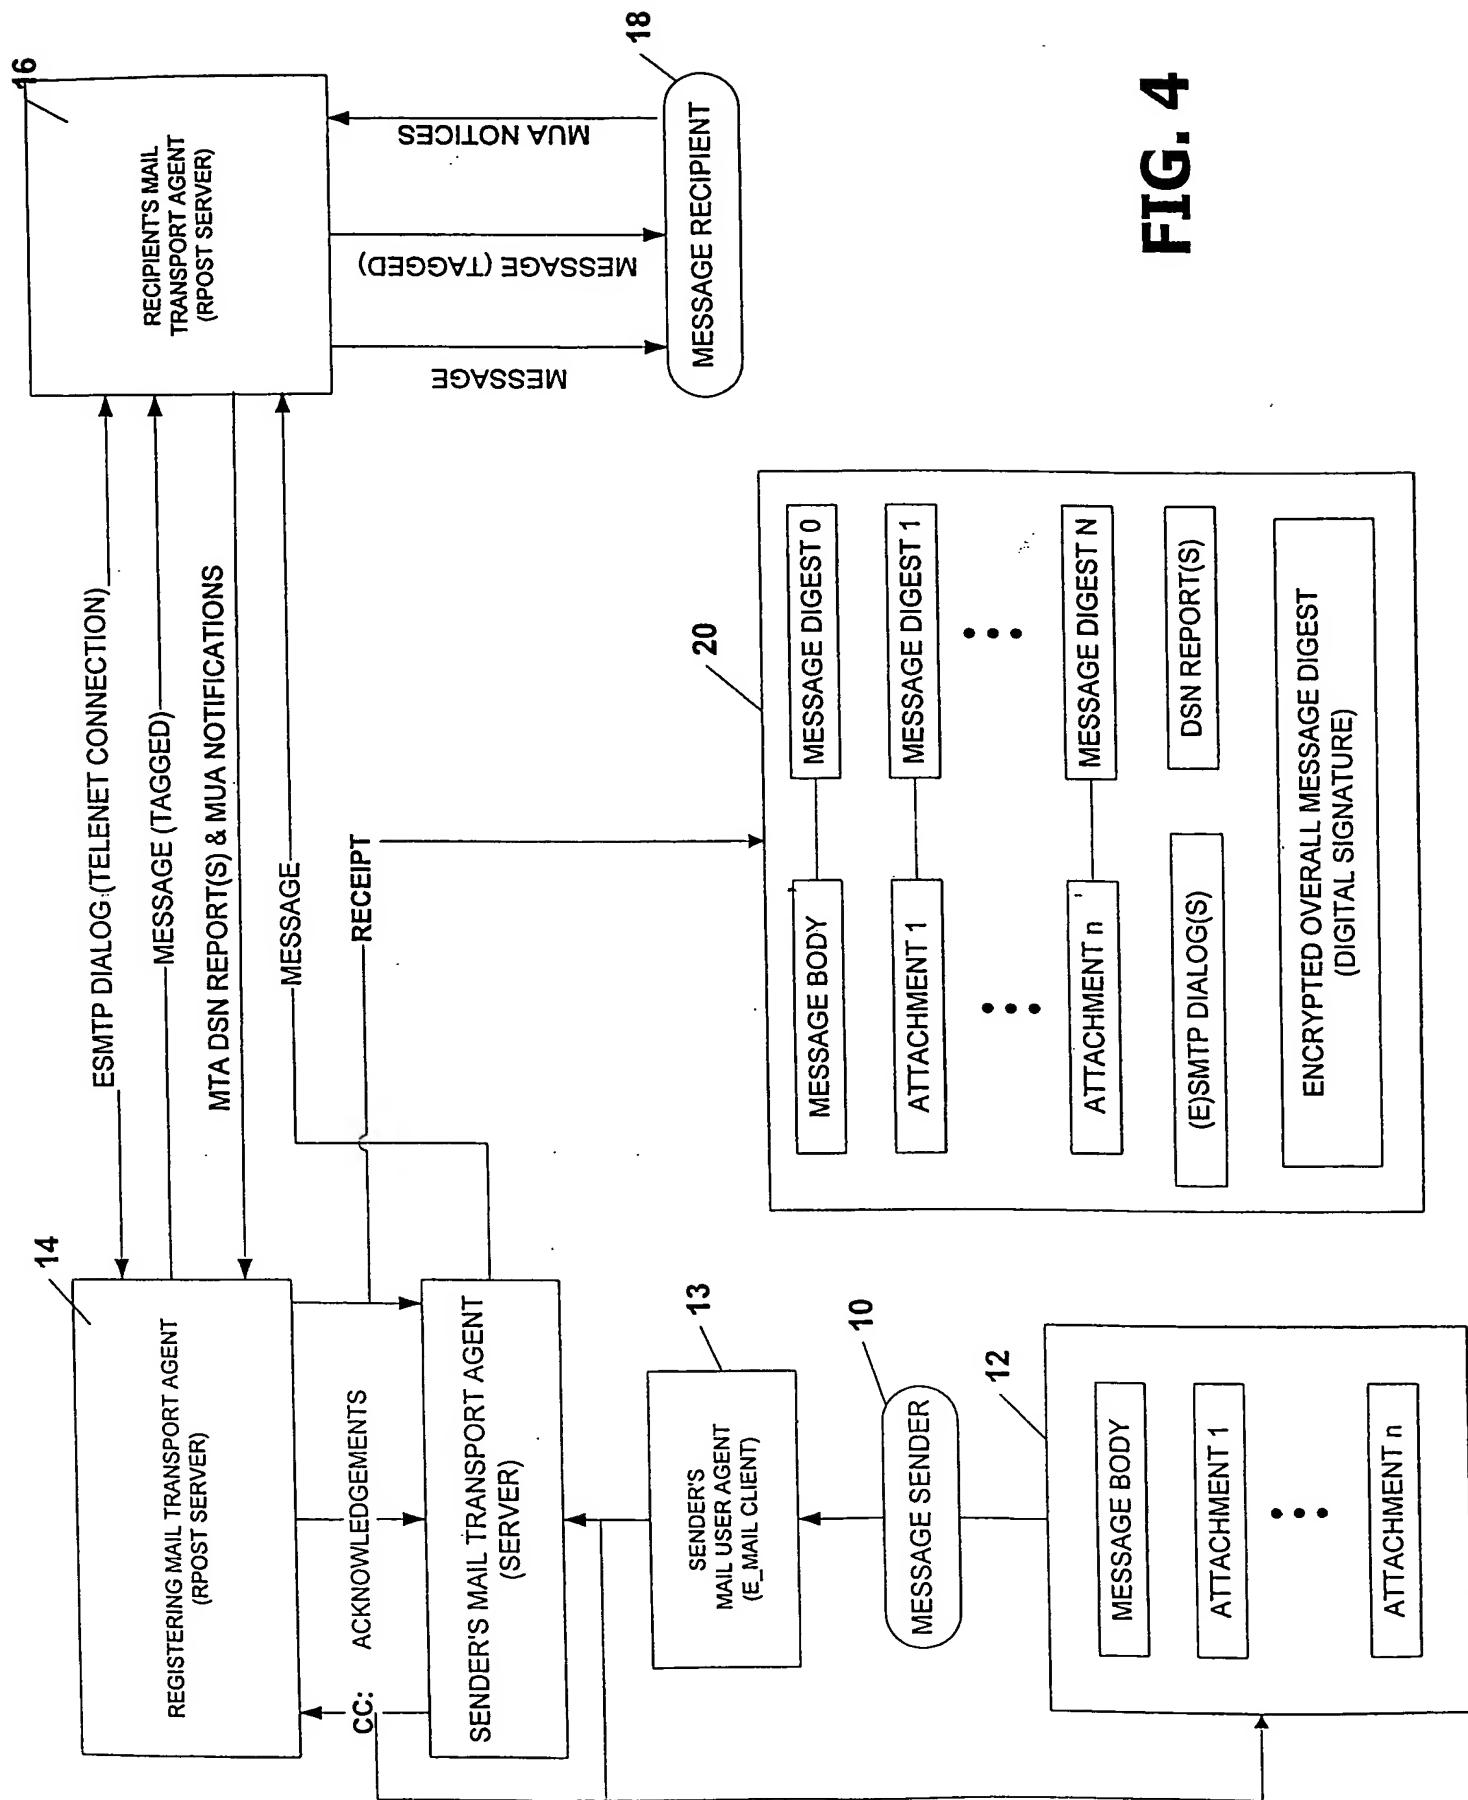 16
RECIPIENT'S MAIL
TRANSPORT AGENT
(RPOST SERVER)
MESSAGE
MESSAGE (TAGGED)
MUA NOTICES
18
MESSAGE RECIPIENT
ESMTP DIALOG (TELENET CONNECTION)
MESSAGE (TAGGED)
MTA DSN REPORT(S) & MUA NOTIFICATIONS
MESSAGE
RECEIPT
14
REGISTERING MAIL TRANSPORT AGENT
(RPOST SERVER)
CC:
ACKNOWLEDGEMENTS
SENDER'S MAIL TRANSPORT AGENT
(SERVER)
13
SENDER'S
MAIL USER AGENT
(E_MAIL CLIENT)
10
MESSAGE SENDER
12
MESSAGE BODY
ATTACHMENT 1
ATTACHMENT n
20
MESSAGE BODY
MESSAGE DIGEST 0
ATTACHMENT 1
MESSAGE DIGEST 1
ATTACHMENT n
MESSAGE DIGEST N
(E)SMTP DIALOG(S)
DSN REPORT(S)
ENCRYPTED OVERALL MESSAGE DIGEST
(DIGITAL SIGNATURE)
FIG. 4